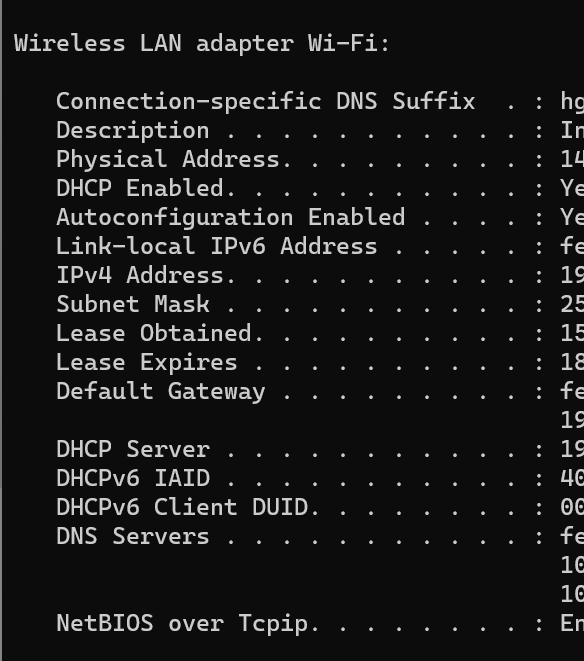 Wireless LAN adapter Wi-Fi:
Connection-specific DNS Suffix  . : hg
Description . . . . . . . . . . . : In
Physical Address. . . . . . . . . : 14
DHCP Enabled. . . . . . . . . . . : Ye
Autoconfiguration Enabled . . . . : Ye
Link-local IPv6 Address . . . . . : fe
IPv4 Address. . . . . . . . . . . : 19
Subnet Mask . . . . . . . . . . . : 25
Lease Obtained. . . . . . . . . . : 15
Lease Expires . . . . . . . . . . : 18
Default Gateway . . . . . . . . . : fe
19
DHCP Server . . . . . . . . . . . : 19
DHCPv6 IAID . . . . . . . . . . . : 40
DHCPv6 Client DUID. . . . . . . . : 00
DNS Servers . . . . . . . . . . . : fe
10
10
NetBIOS over Tcpip. . . . . . . . : En